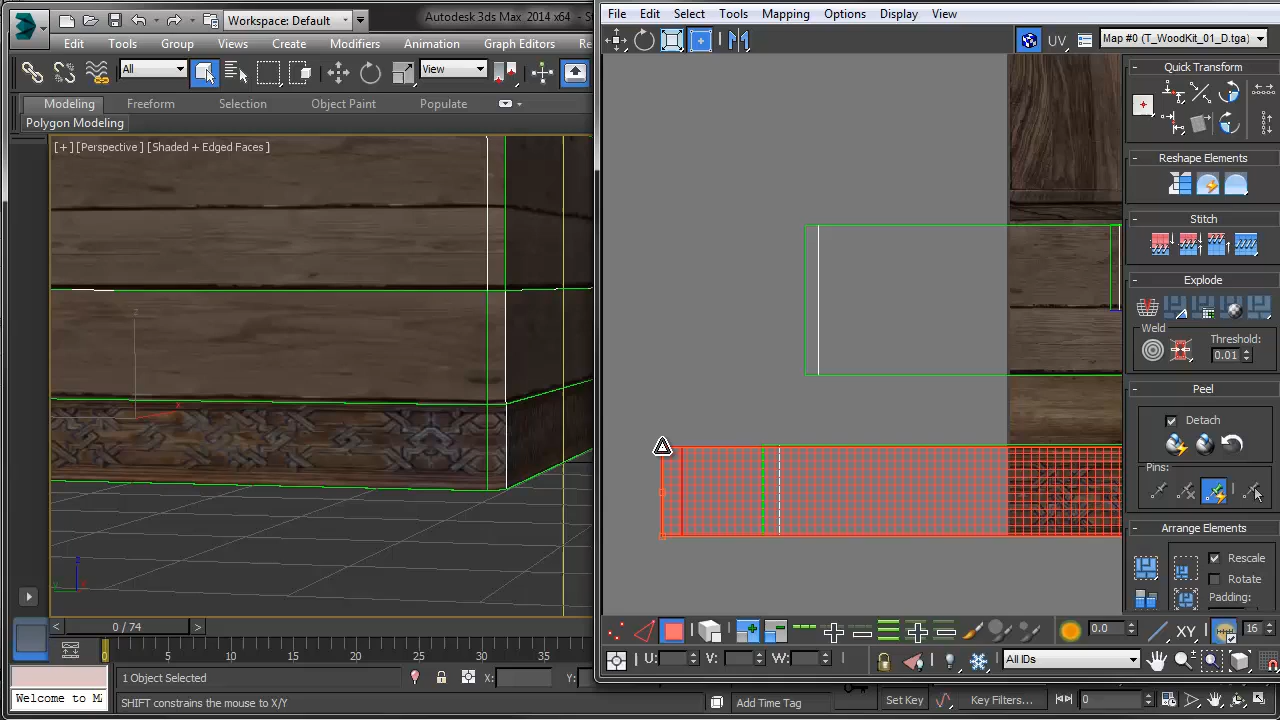 Workspace: Default
Autodesk 3ds Max 2014 x64
Edit Tools Group Views Create Modifiers Animation Graph Editors
All
View
Modeling Freeform Selection Object Paint Populate
Polygon Modeling
[+] [Perspective] [Shaded + Edged Faces]
z
x
0 / 74
0 5 10 15 20 25 30 35
1 Object Selected
X:
Y:
SHIFT constrains the mouse to X/Y
Add Time Tag
Set Key
Key Filters...
0
File Edit Select Tools Mapping Options Display View
UV
Map #0 (T_WoodKit_01_D.tga)
Quick Transform
Reshape Elements
Stitch
Explode
Weld Threshold:
0.01
Peel
Detach
Pins:
Arrange Elements
Rescale
Rotate
Padding:
0.0
XY
16
U: V: W:
All IDs